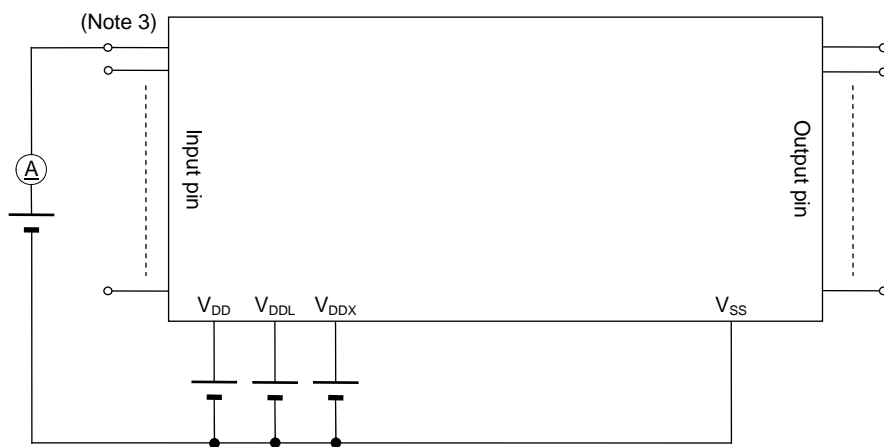 (Note 3)
A
Input pin
Output pin
VDD
VDDL
VDDX
VSS